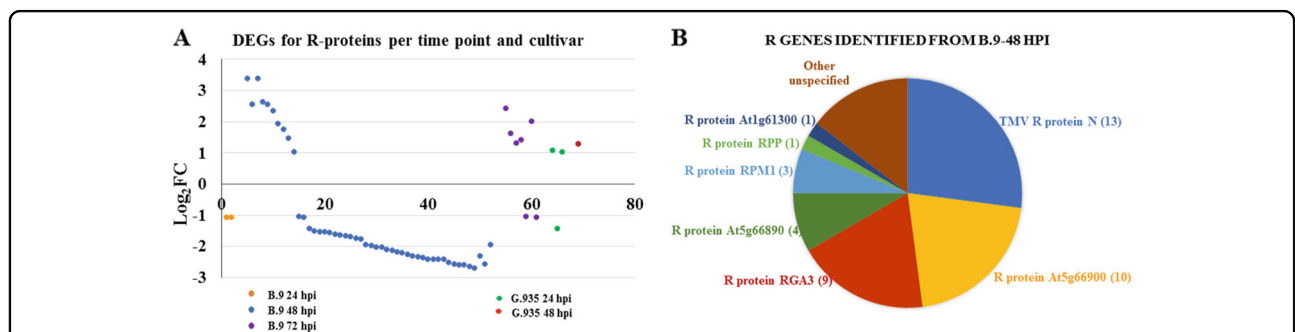 A
DEGs for R-proteins per time point and cultivar
4
3
2
1
0
-1
-2
-3
Log2FC
0
20
40
60
80
B.9 24 hpi
B.9 48 hpi
B.9 72 hpi
G.935 24 hpi
G.935 48 hpi
B
R GENES IDENTIFIED FROM B.9-48 HPI
Other
unspecified
R protein At1g61300 (1)
R protein RPP (1)
R protein RPM1 (3)
R protein At5g66890 (4)
R protein RGA3 (9)
TMV R protein N (13)
R protein At5g66900 (10)